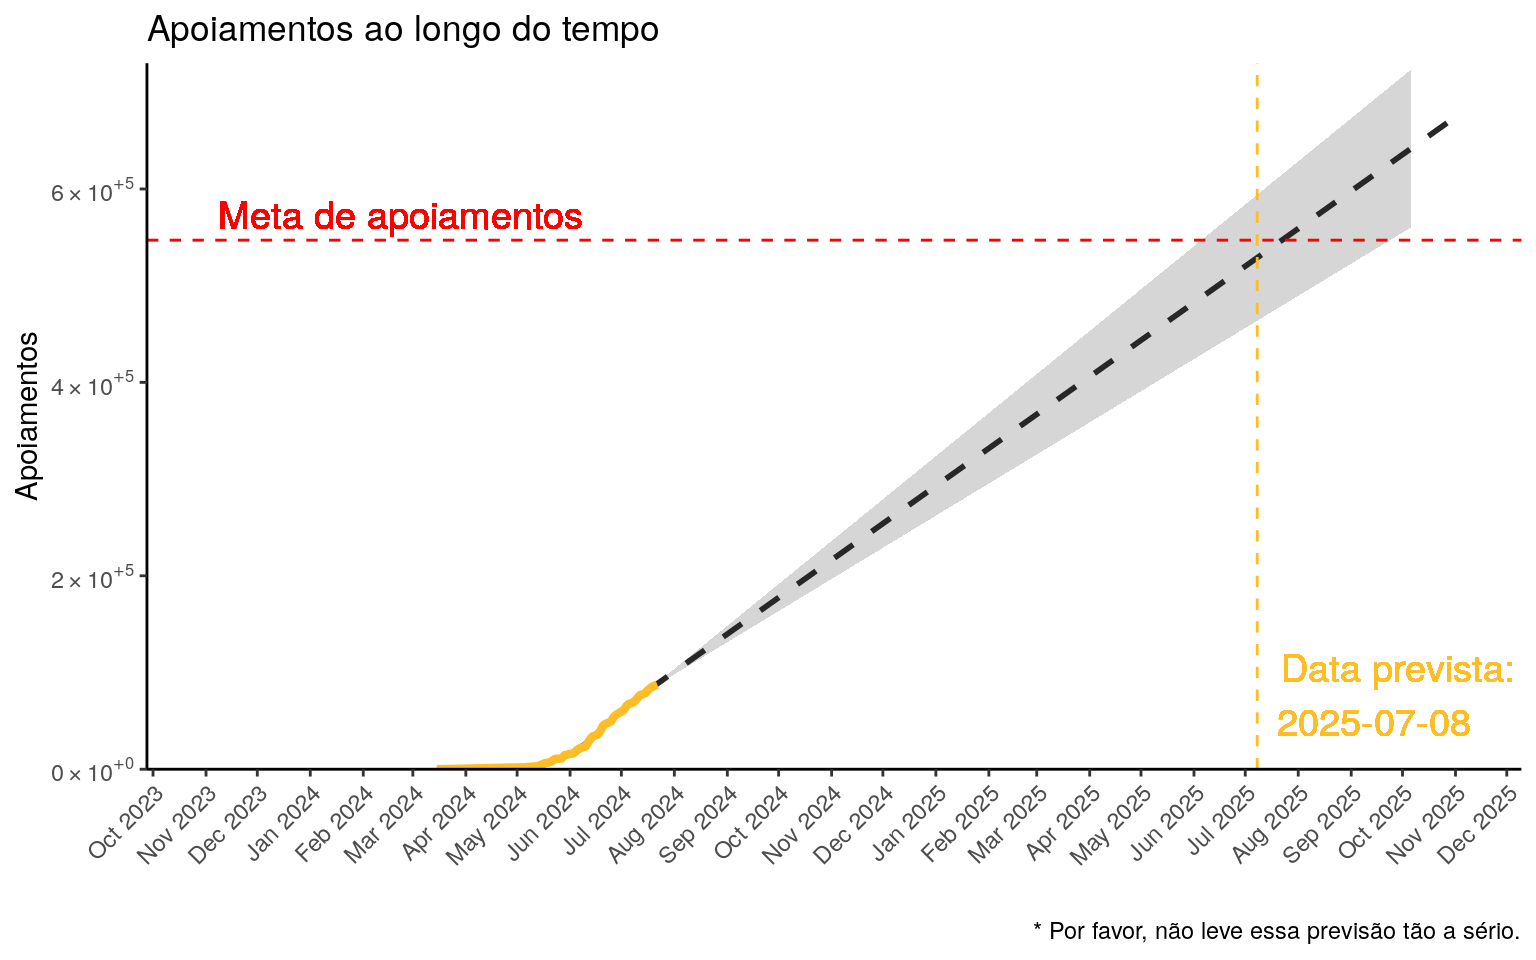 Apoiamentos ao longo do tempo
Apoiamentos
6 × 10⁺⁵
4 × 10⁺⁵
2 × 10⁺⁵
0 × 10⁺⁰
Meta de apoiamentos
Data prevista:
2025-07-08
Oct 2023
Nov 2023
Dec 2023
Jan 2024
Feb 2024
Mar 2024
Apr 2024
May 2024
Jun 2024
Jul 2024
Aug 2024
Sep 2024
Oct 2024
Nov 2024
Dec 2024
Jan 2025
Feb 2025
Mar 2025
Apr 2025
May 2025
Jun 2025
Jul 2025
Aug 2025
Sep 2025
Oct 2025
Nov 2025
Dec 2025
* Por favor, não leve essa previsão tão a sério.